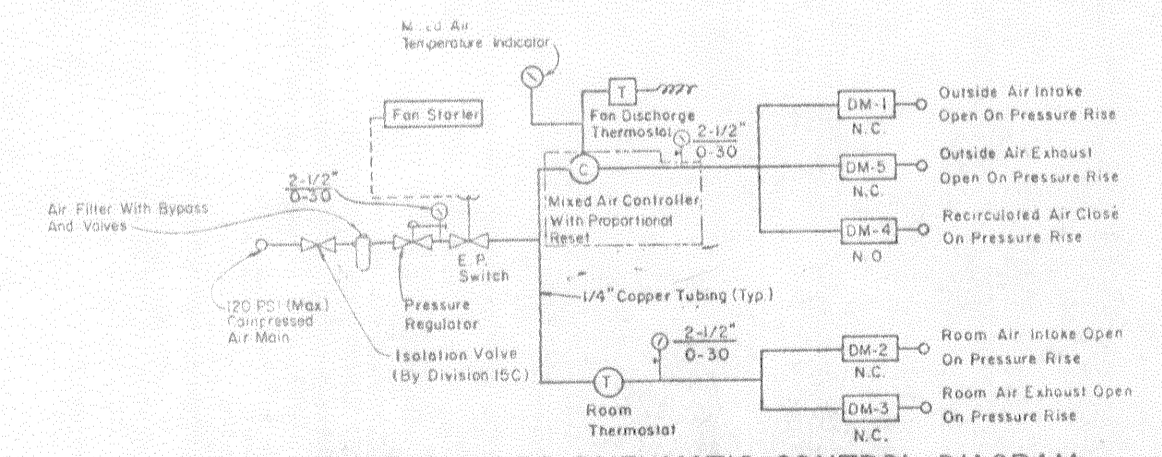 Air
Temperature Indicator
Fan Starter
T
Fan Discharge
Thermostat
2-1/2"
0-30
C
Mixed Air Controller
With Proportional
Reset
DM-1
N.C.
Outside Air Intake
Open On Pressure Rise
DM-5
N.C.
Outside Air Exhaust
Open On Pressure Rise
DM-4
N.O
Recirculated Air Close
On Pressure Rise
2-1/2"
0-30
Air Filter With Bypass
And Valves
E.P.
Switch
120 PSI (Max)
Compressed
Air Main
Pressure
Regulator
Isolation Valve
(By Division 15C)
1/4" Copper Tubing (Typ.)
2-1/2"
0-30
T
Room
Thermostat
DM-2
N.C.
Room Air Intake Open
On Pressure Rise
DM-3
N.C.
Room Air Exhaust Open
On Pressure Rise
CONTROL DIAGRAM